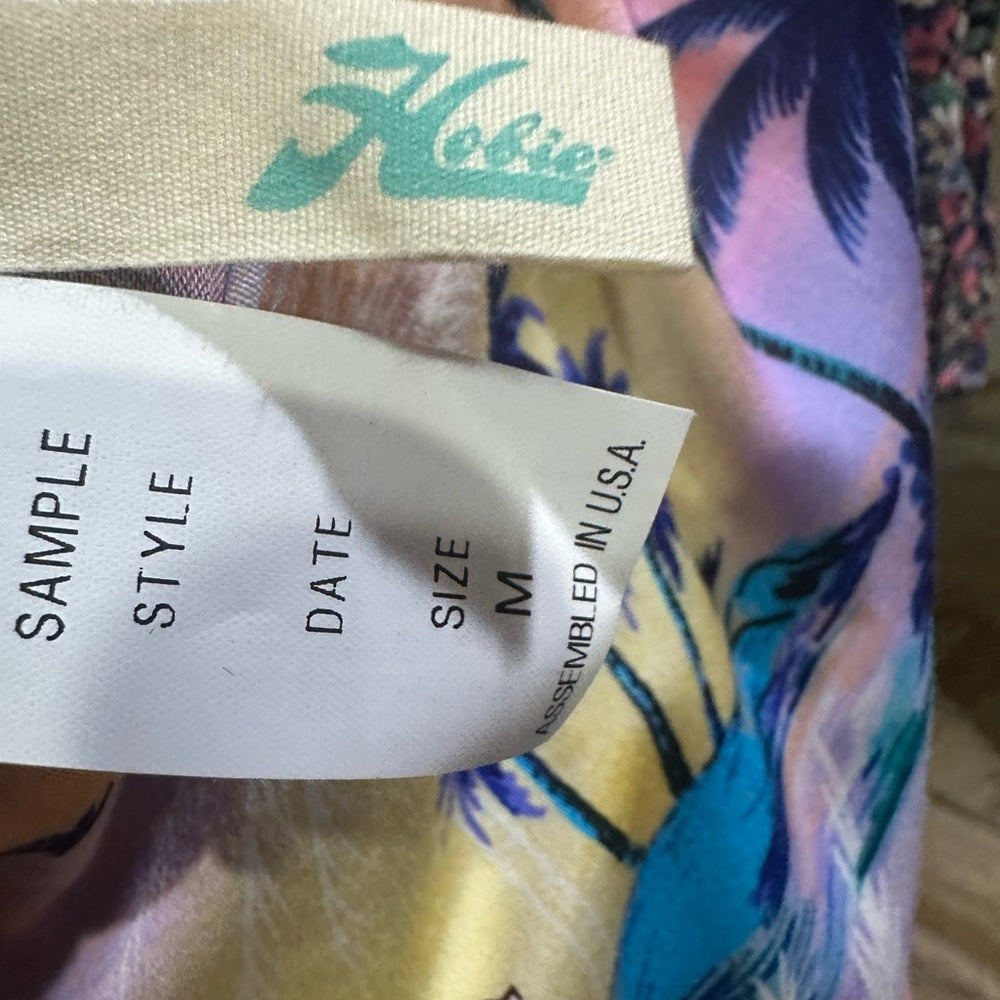 Hobie
SAMPLE
STYLE
DATE
SIZE
M
ASSEMBLED IN U.S.A.